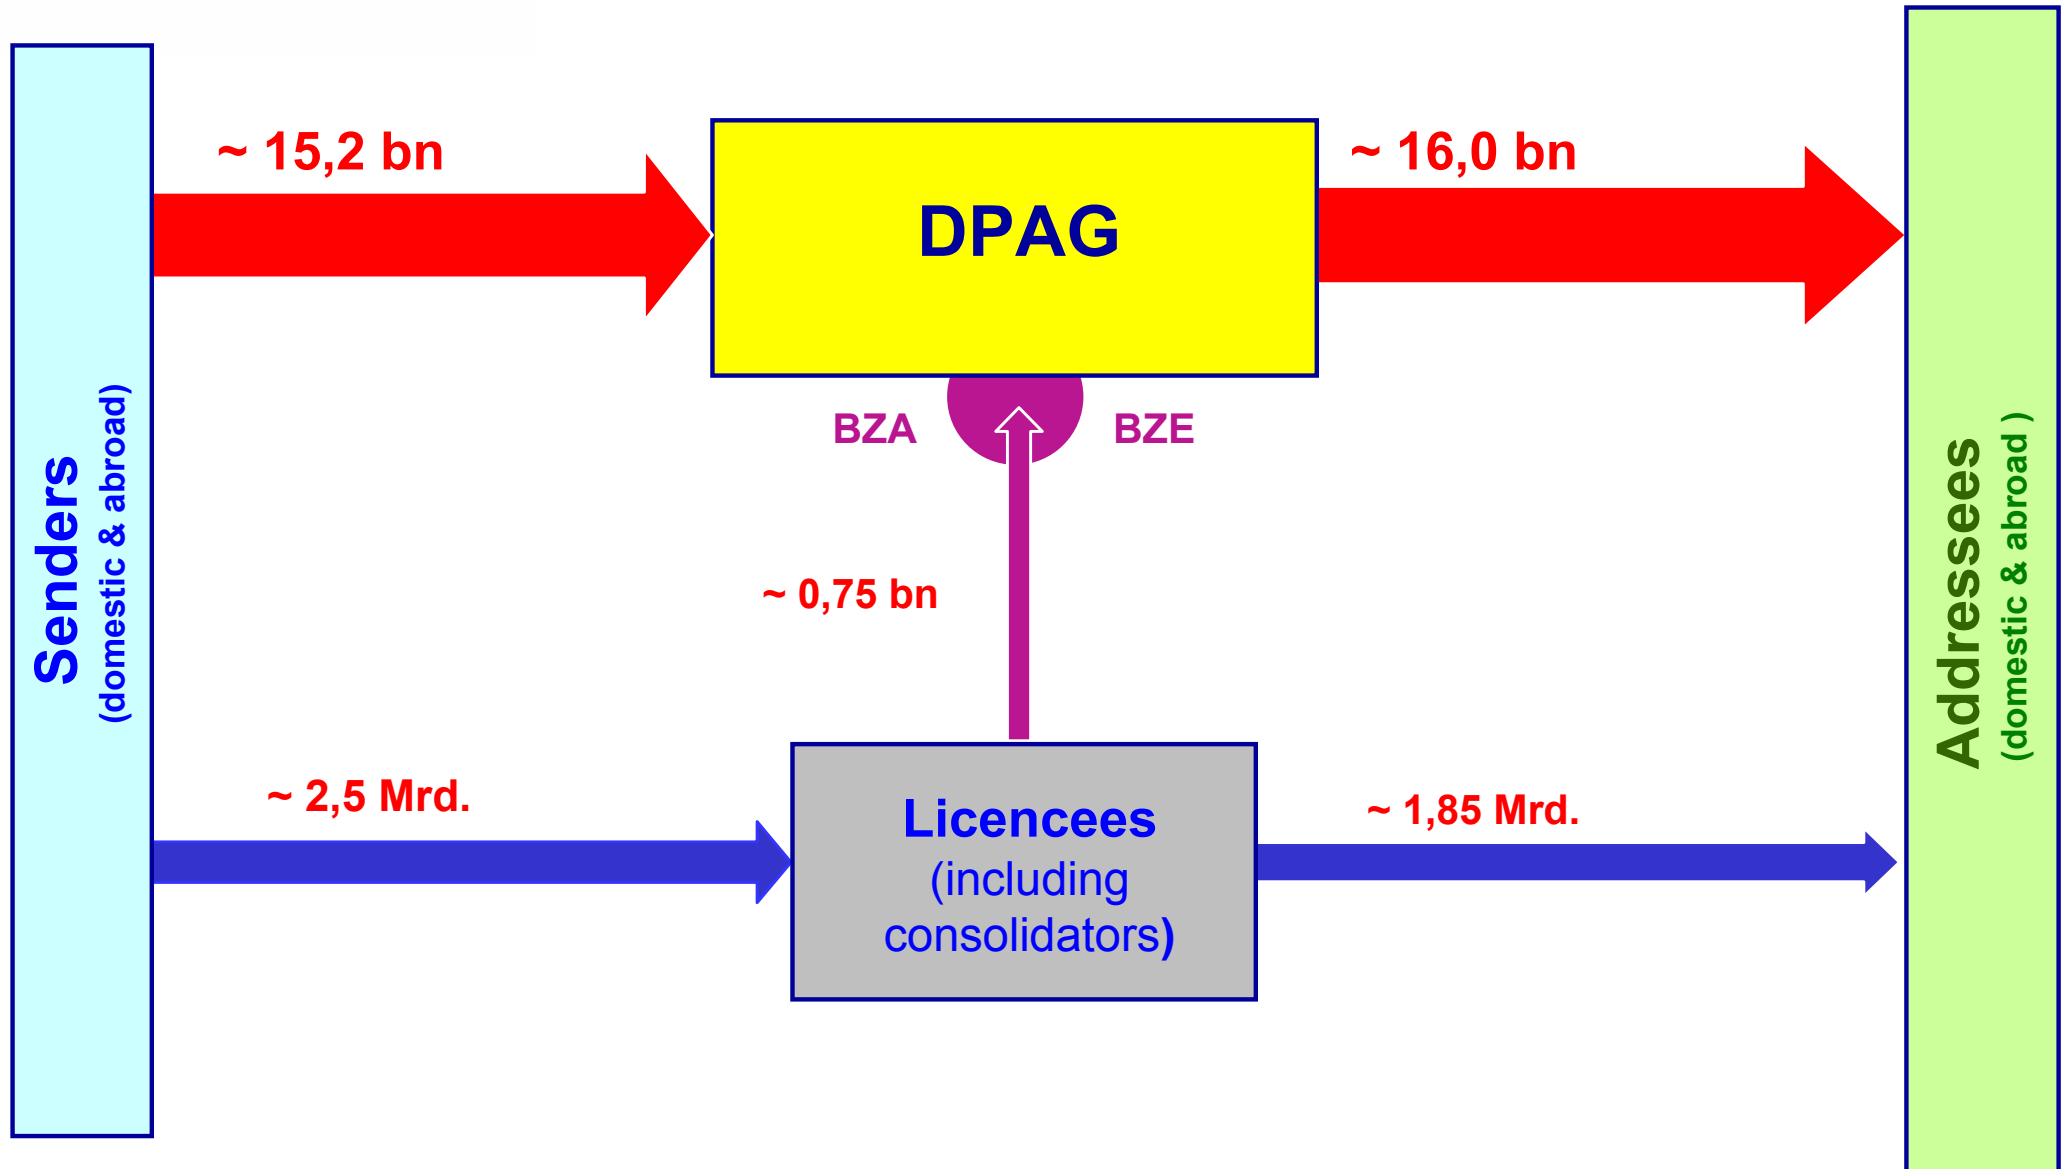 Senders
(domestic & abroad)
~ 15,2 bn
DPAG
~ 16,0 bn
BZA
BZE
~ 0,75 bn
~ 2,5 Mrd.
Licencees
(including
consolidators)
~ 1,85 Mrd.
Addressees
(domestic & abroad )